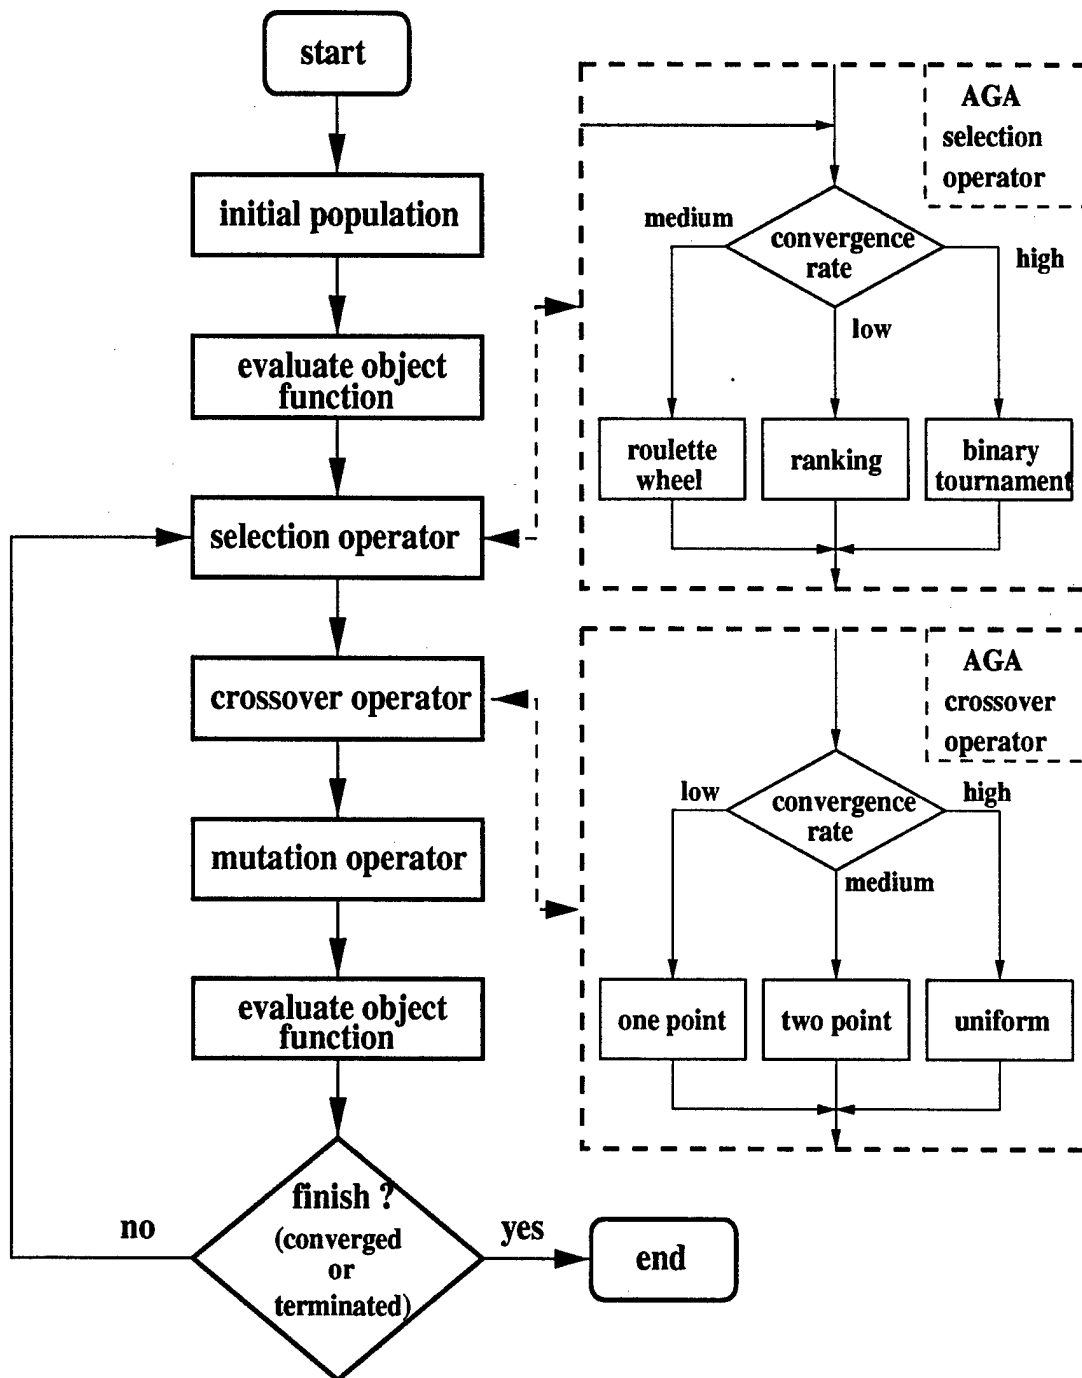 start
initial population
evaluate object
function
selection operator
crossover operator
mutation operator
evaluate object
function
finish ?
(converged
or
terminated)
no
yes
end
AGA
selection
operator
convergence
rate
medium
high
low
roulette
wheel
ranking
binary
tournament
AGA
crossover
operator
convergence
rate
low
high
medium
one point
two point
uniform